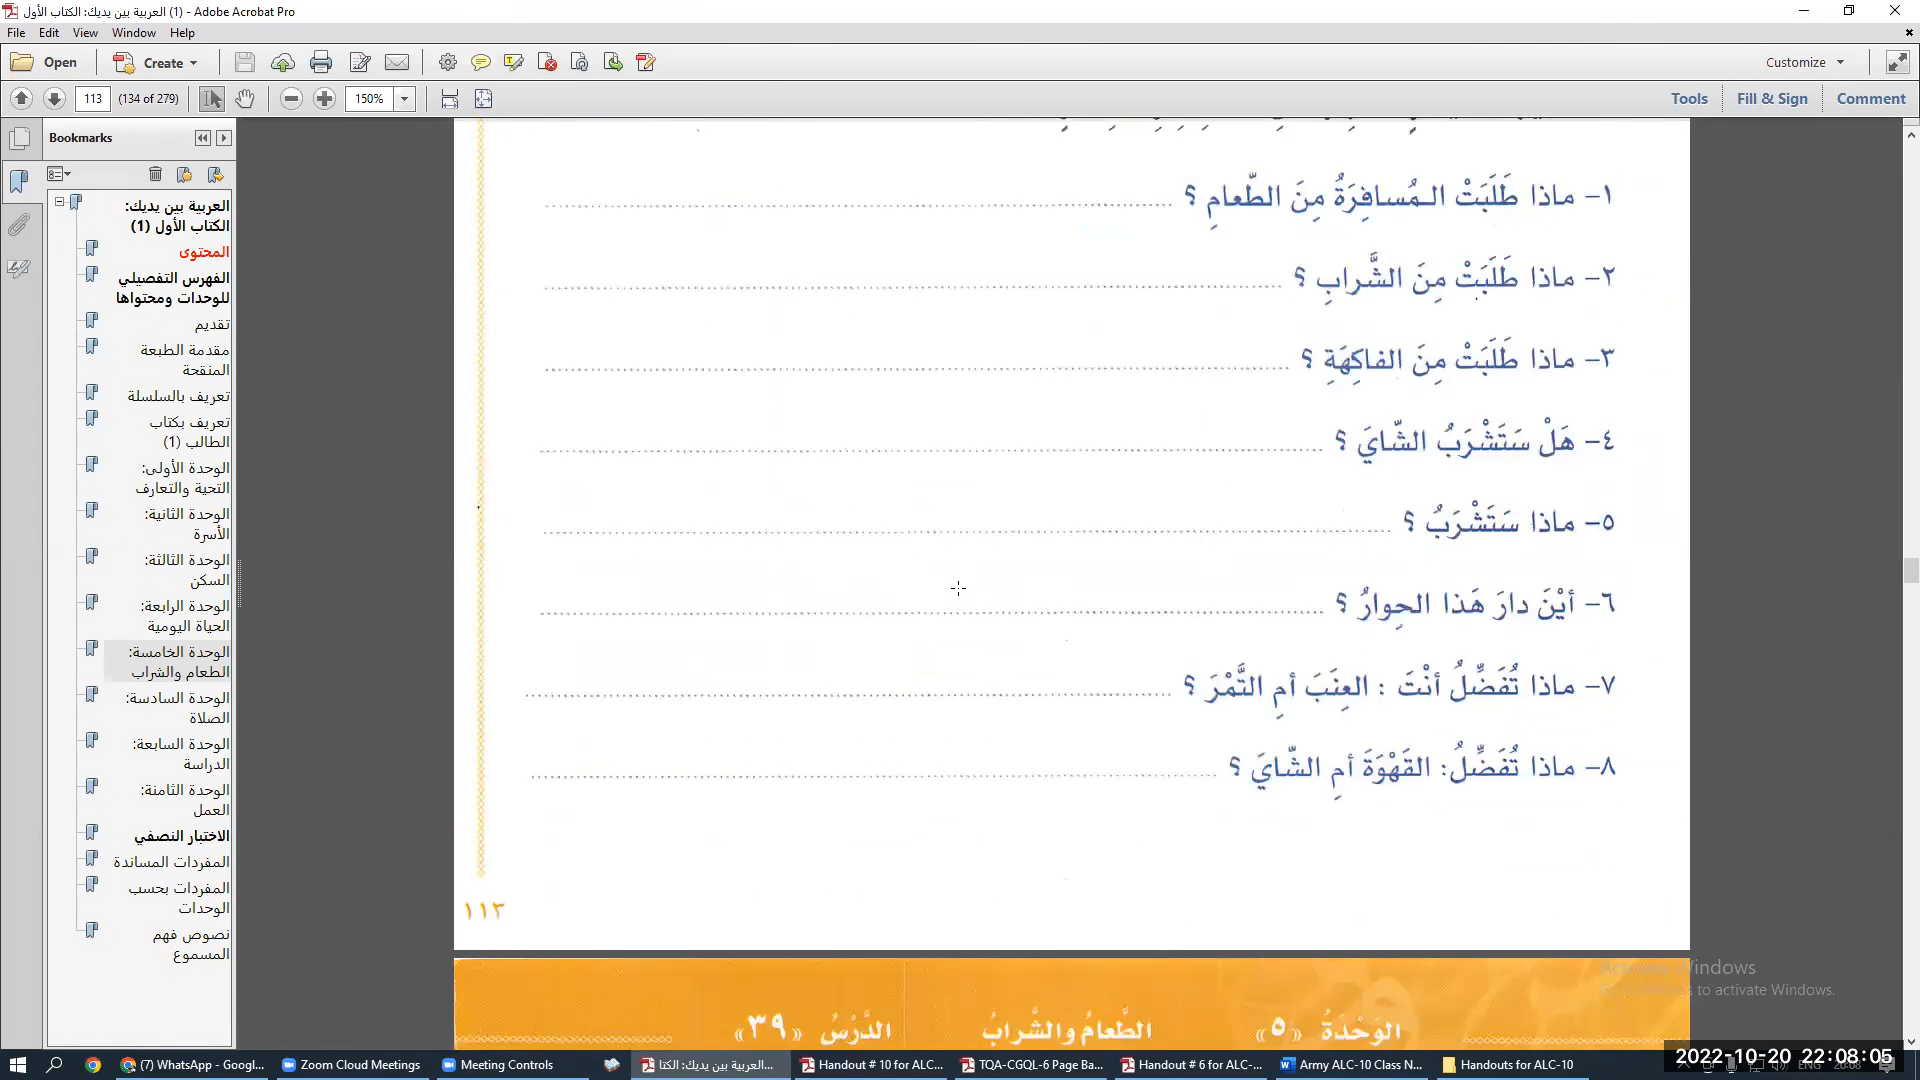 (1) العربية بين يديك: الكتاب الأول - Adobe Acrobat Pro
File Edit View Window Help
Open Create Customize
113 (134 of 279) 150% Tools Fill & Sign Comment
Bookmarks
العربية بين يديك:
الكتاب الأول (1)
المحتوى
الفهرس التفصيلي
للوحدات ومحتواها
تقديم
مقدمة الطبعة
المنقحة
تعريف بالسلسلة
تعريف بكتاب
الطالب (1)
الوحدة الأولى:
التحية والتعارف
الوحدة الثانية:
الأسرة
الوحدة الثالثة:
السكن
الوحدة الرابعة:
الحياة اليومية
الوحدة الخامسة:
الطعام والشراب
الوحدة السادسة:
الصلاة
الوحدة السابعة:
الدراسة
الوحدة الثامنة:
العمل
الاختبار النصفي
المفردات المساندة
المفردات بحسب
الوحدات
نصوص فهم
المسموع
١- ماذا طَلَبَتْ الـمُسافِرَةُ مِنَ الطَّعامِ ؟
٢- ماذا طَلَبَتْ مِنَ الشَّرابِ ؟
٣- ماذا طَلَبَتْ مِنَ الفاكِهَةِ ؟
٤- هَلْ سَتَشْرَبُ الشّايَ ؟
٥- ماذا سَتَشْرَبُ ؟
٦- أيْنَ دارَ هَذا الحِوارُ ؟
٧- ماذا تُفَضِّلُ أنْتَ : العِنَبَ أمِ التَّمْرَ ؟
٨- ماذا تُفَضِّلُ: القَهْوَةَ أمِ الشّايَ ؟
١١٣
الوَحْدَةُ «٥» الطَّعامُ والشَّرابُ الدَّرْسُ «٣٩»
Windows
to activate Windows.
(7) WhatsApp - Googl... Zoom Cloud Meetings Meeting Controls العربية بين يديك: الكتا... Handout # 10 for ALC... TQA-CGQL-6 Page Ba... Handout # 6 for ALC-... Army ALC-10 Class N... Handouts for ALC-10
2022-10-20 22:08:05